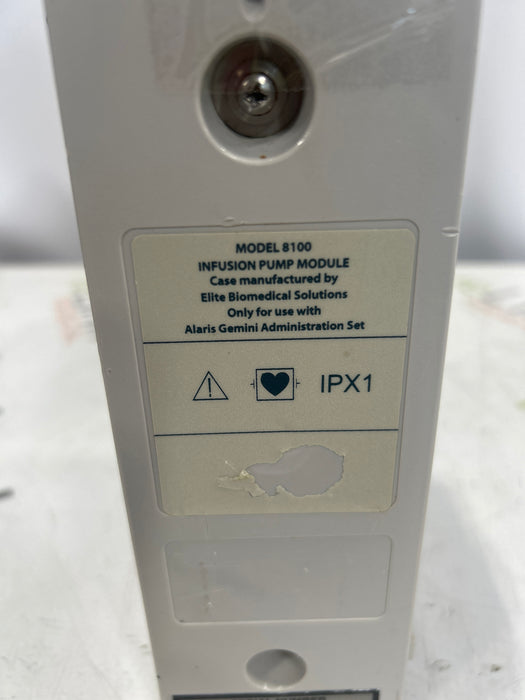 MODEL 8100
INFUSION PUMP MODULE
Case manufactured by
Elite Biomedical Solutions
Only for use with
Alaris Gemini Administration Set
IPX1